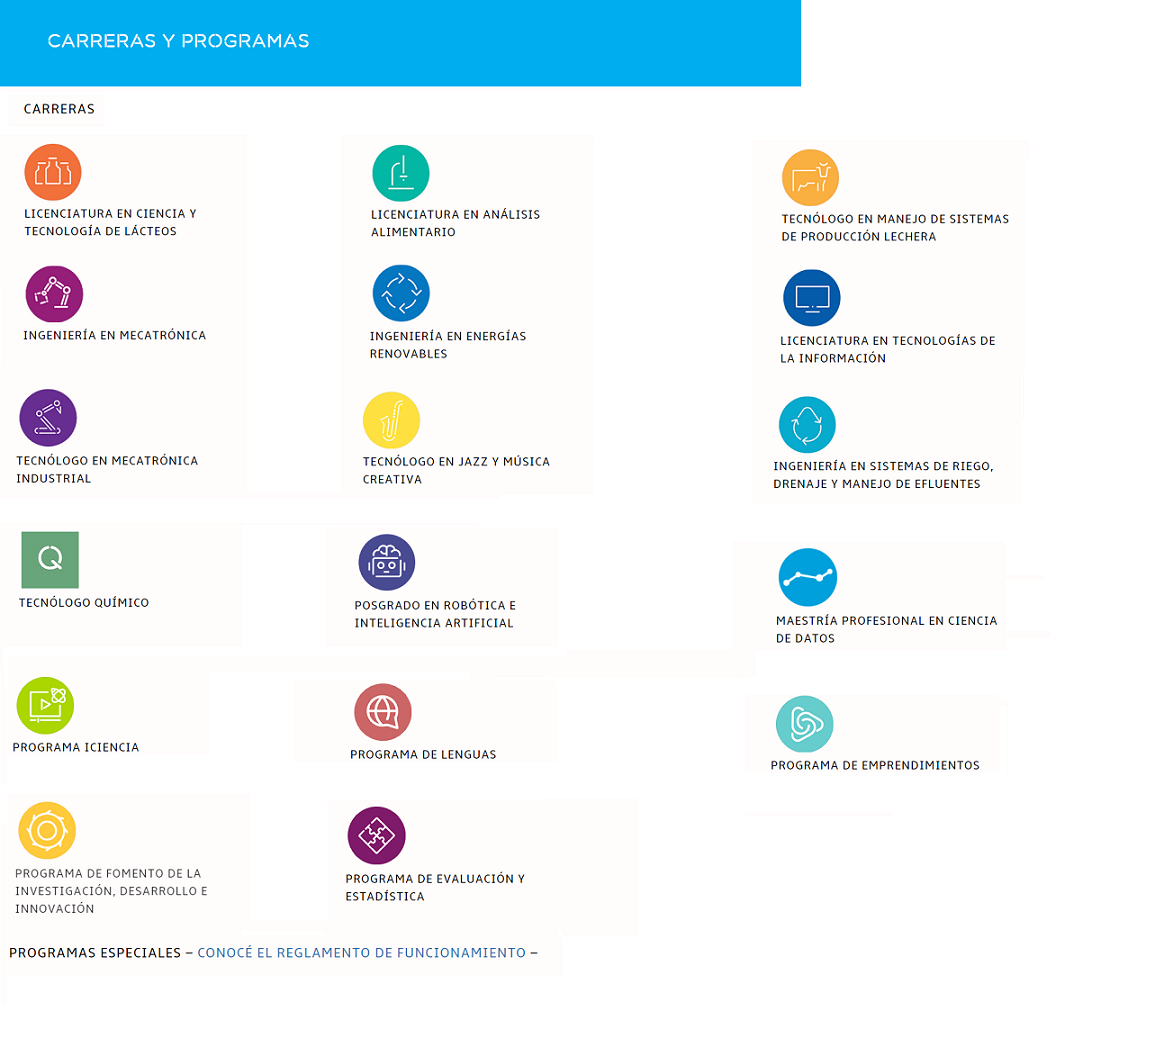 CARRERAS Y PROGRAMAS
CARRERAS
LICENCIATURA EN CIENCIA Y
TECNOLOGÍA DE LÁCTEOS
LICENCIATURA EN ANÁLISIS
ALIMENTARIO
TECNÓLOGO EN MANEJO DE SISTEMAS
DE PRODUCCIÓN LECHERA
INGENIERÍA EN MECATRÓNICA
INGENIERÍA EN ENERGÍAS
RENOVABLES
LICENCIATURA EN TECNOLOGÍAS DE
LA INFORMACIÓN
TECNÓLOGO EN MECATRÓNICA
INDUSTRIAL
TECNÓLOGO EN JAZZ Y MÚSICA
CREATIVA
INGENIERÍA EN SISTEMAS DE RIEGO,
DRENAJE Y MANEJO DE EFLUENTES
Q
TECNÓLOGO QUÍMICO
POSGRADO EN ROBÓTICA E
INTELIGENCIA ARTIFICIAL
MAESTRÍA PROFESIONAL EN CIENCIA
DE DATOS
PROGRAMA ICIENCIA
PROGRAMA DE LENGUAS
PROGRAMA DE EMPRENDIMIENTOS
PROGRAMA DE FOMENTO DE LA
INVESTIGACIÓN, DESARROLLO E
INNOVACIÓN
PROGRAMA DE EVALUACIÓN Y
ESTADÍSTICA
PROGRAMAS ESPECIALES – CONOCÉ EL REGLAMENTO DE FUNCIONAMIENTO –